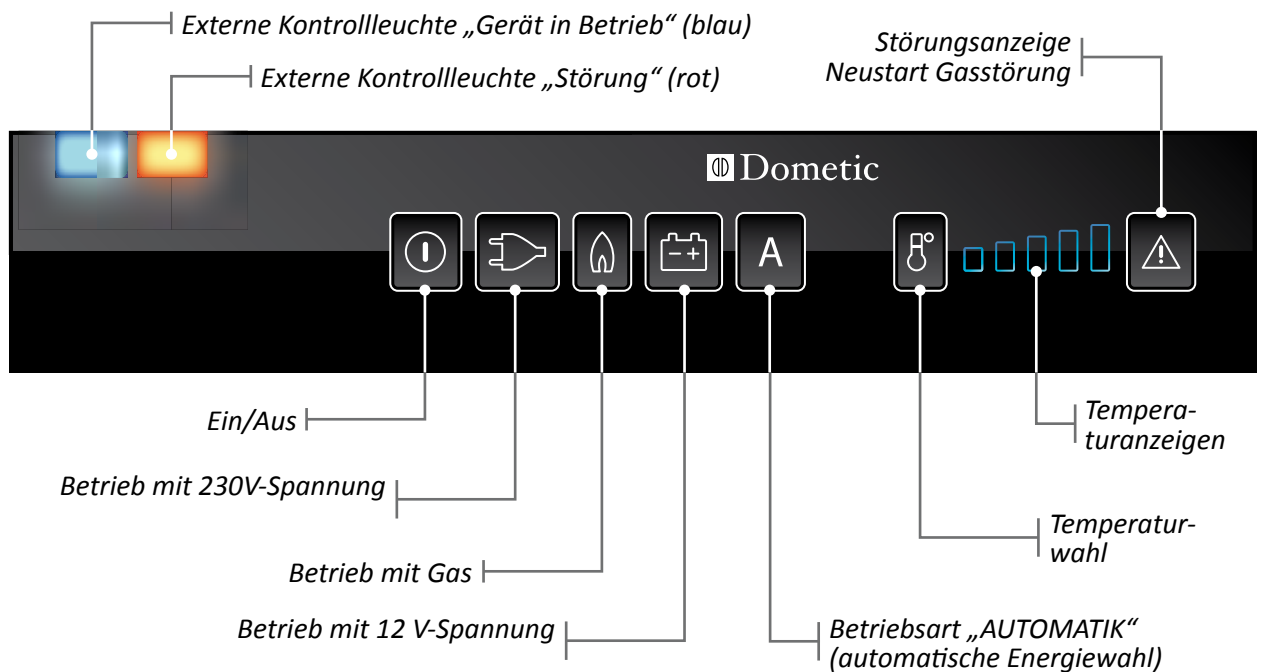 Externe Kontrollleuchte „Gerät in Betrieb“ (blau)
Externe Kontrollleuchte „Störung“ (rot)
Störungsanzeige
Neustart Gasstörung
Dometic
A
Ein/Aus
Betrieb mit 230V-Spannung
Betrieb mit Gas
Betrieb mit 12 V-Spannung
Betriebsart „AUTOMATIK“
(automatische Energiewahl)
Temperatur-
wahl
Tempera-
turanzeigen